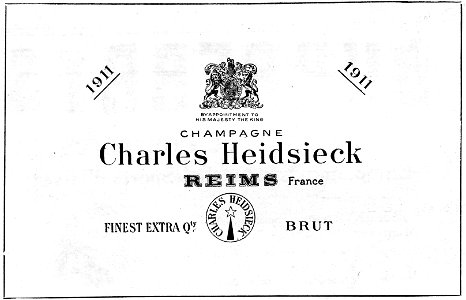 1911 1911
BY APPOINTMENT TO
HIS MAJESTY THE KING
CHAMPAGNE
Charles Heidsieck
REIMS France
CHARLES HEIDSIECK
FINEST EXTRA Qty BRUT